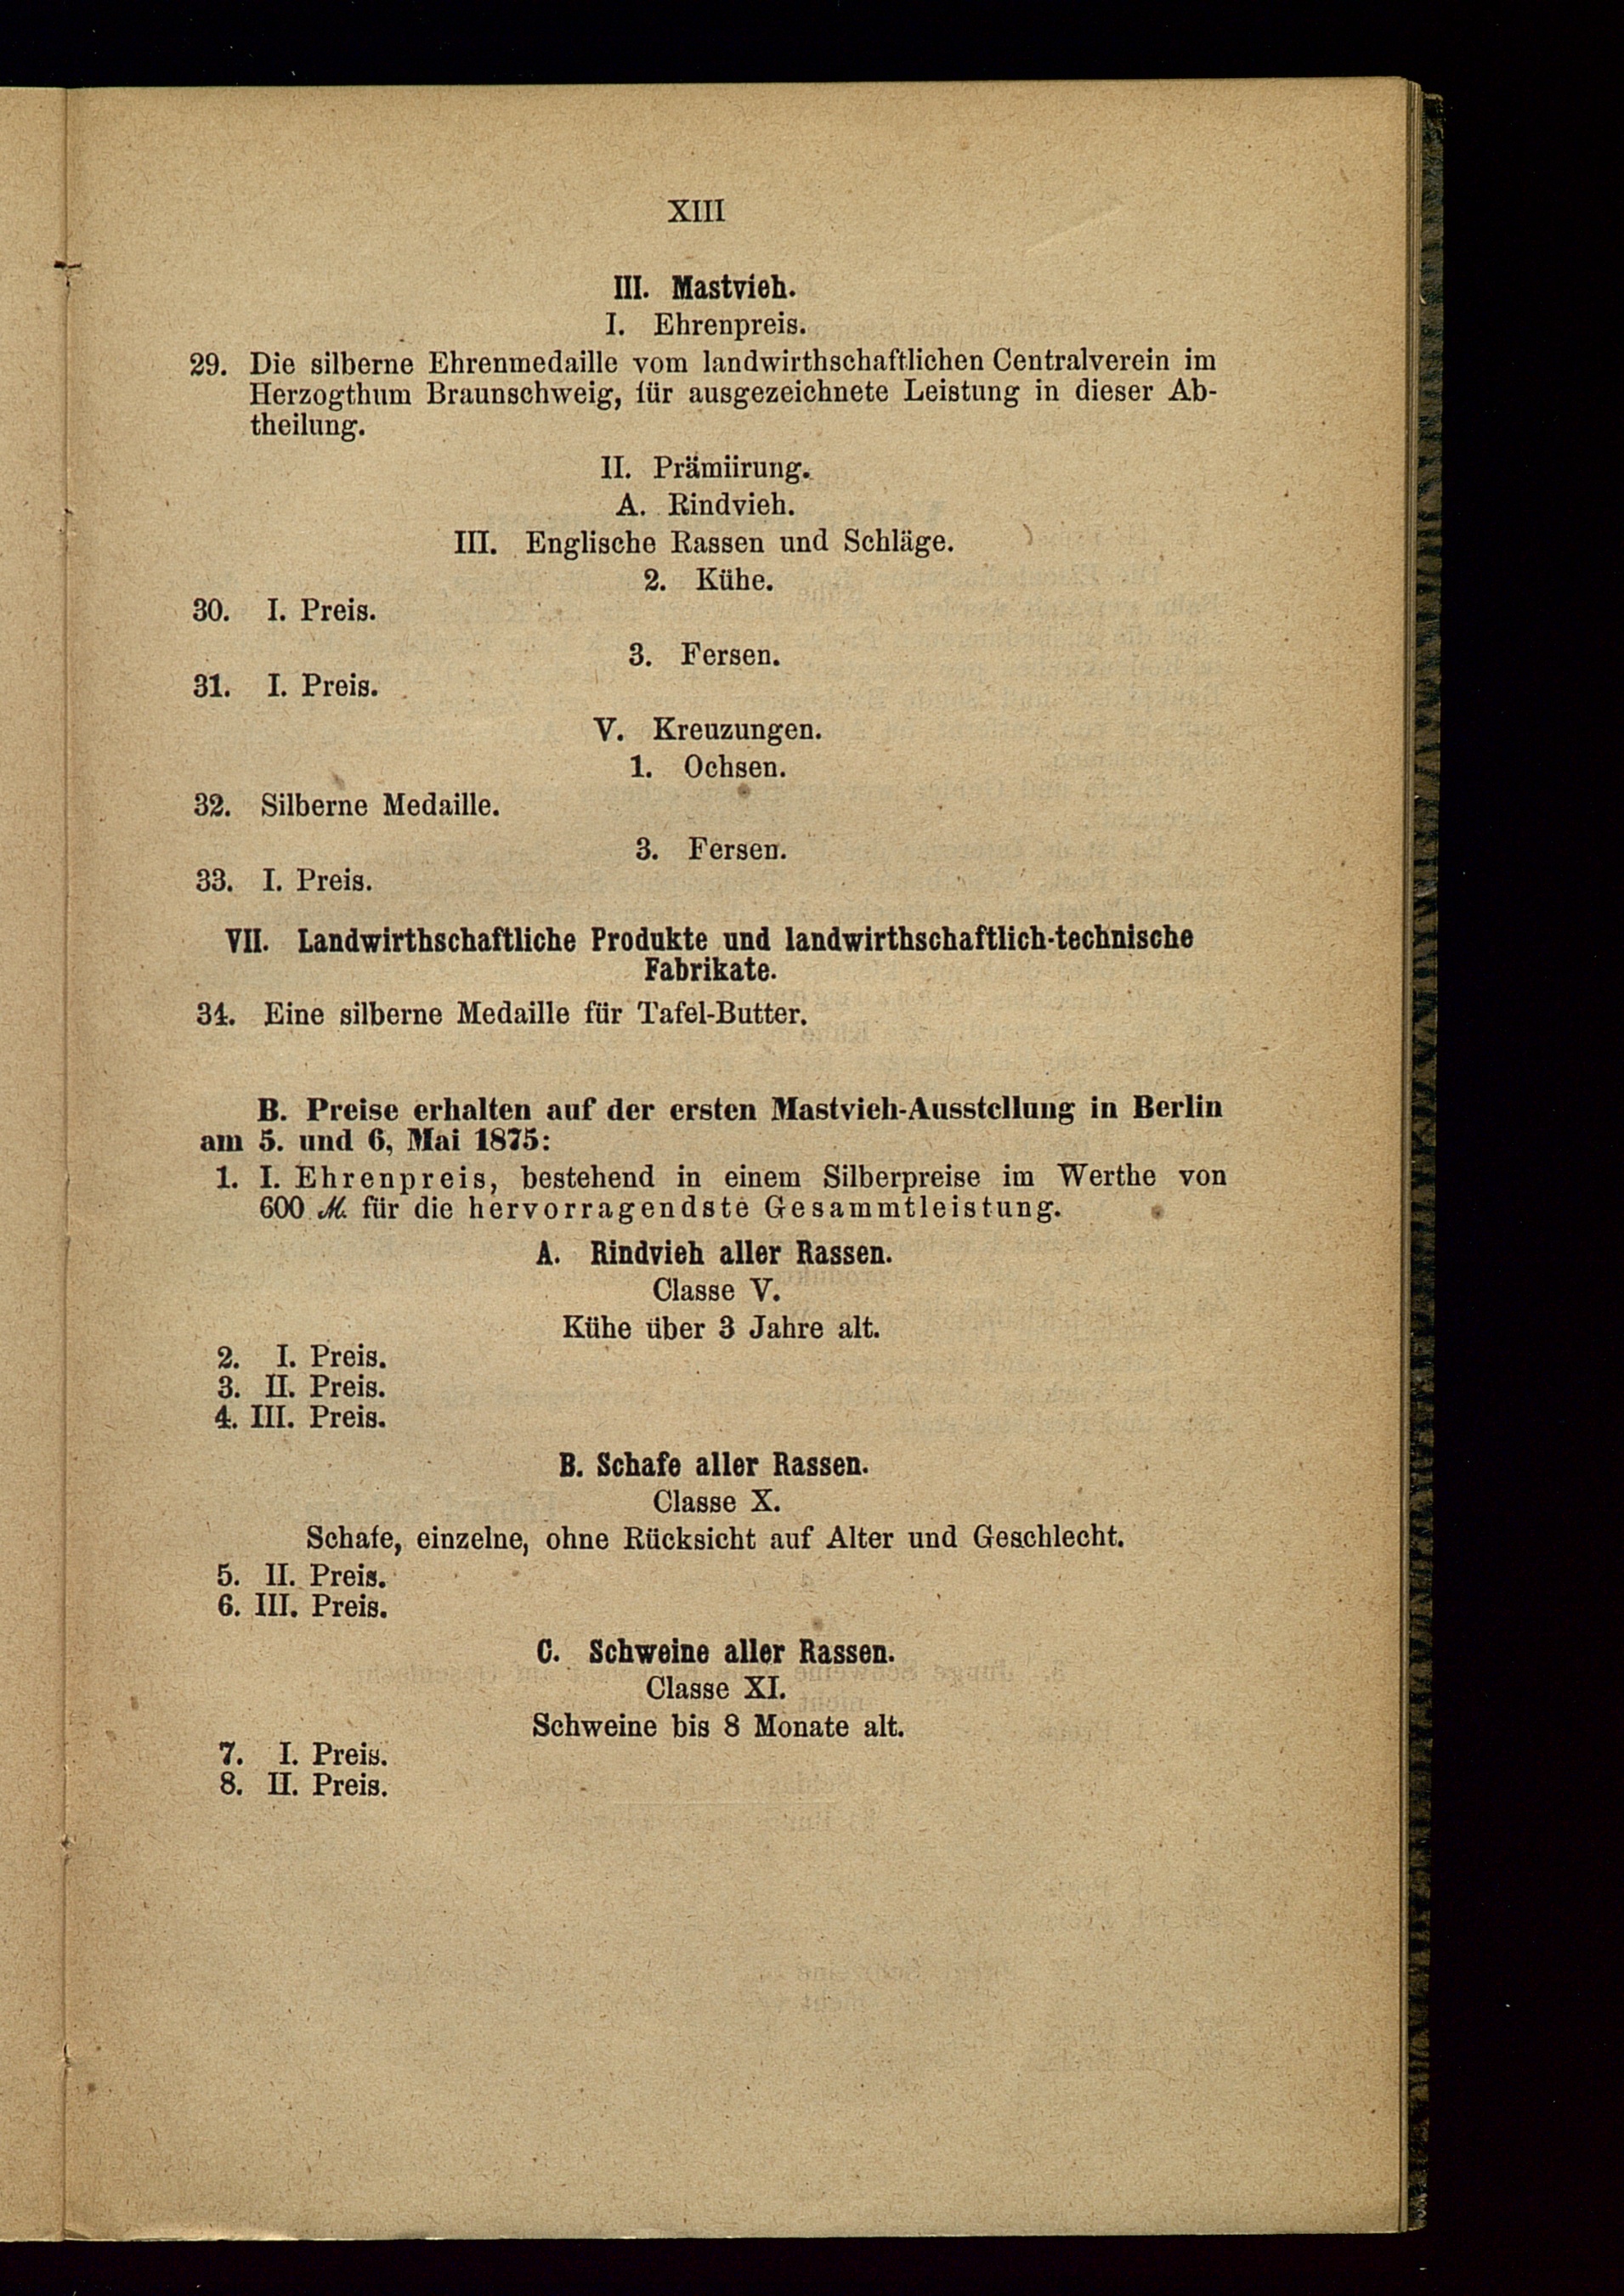 XIII
III. Mastvieh.
I. Ehrenpreis.
29. Die silberne Ehrenmedaille vom landwirthschaftlichen Centralverein im
Herzogthum Braunschweig, für ausgezeichnete Leistung in dieser Ab-
theilung.
II. Prämiirung.
A. Rindvieh.
III. Englische Rassen und Schläge.
2. Kühe.
30. I. Preis.
3. Fersen.
31. I. Preis.
V. Kreuzungen.
1. Ochsen.
32. Silberne Medaille.
3. Fersen.
33. I. Preis.
VII. Landwirthschaftliche Produkte und landwirthschaftlich-technische
Fabrikate.
34. Eine silberne Medaille für Tafel-Butter.
B. Preise erhalten auf der ersten Mastvieh-Ausstellung in Berlin
am 5. und 6, Mai 1875:
1. I. Ehrenpreis, bestehend in einem Silberpreise im Werthe von
600 ℳ. für die hervorragendste Gesammtleistung.
A. Rindvieh aller Rassen.
Classe V.
Kühe über 3 Jahre alt.
2. I. Preis.
3. II. Preis.
4. III. Preis.
B. Schafe aller Rassen.
Classe X.
Schafe, einzelne, ohne Rücksicht auf Alter und Geschlecht.
5. II. Preis.
6. III. Preis.
C. Schweine aller Rassen.
Classe XI.
Schweine bis 8 Monate alt.
7. I. Preis.
8. II. Preis.